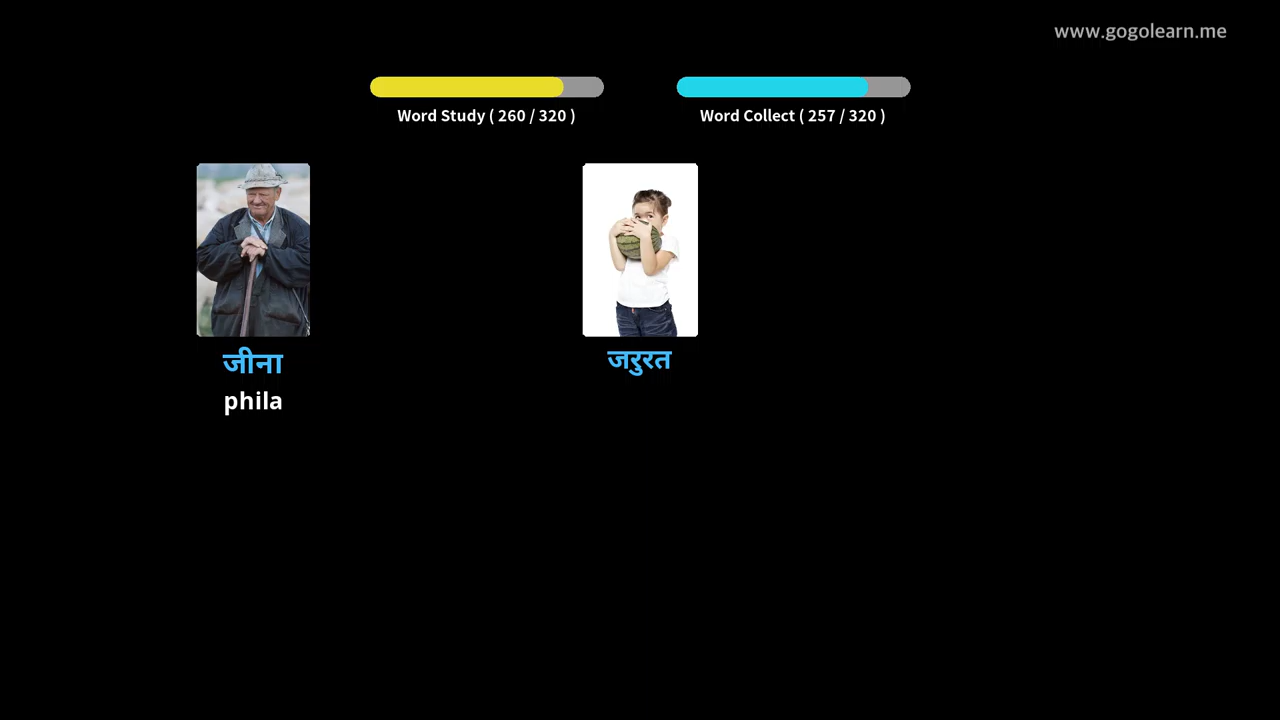 www.gogolearn.me
Word Study ( 260 / 320 )
Word Collect ( 257 / 320 )
जीना
phila
जरुरत